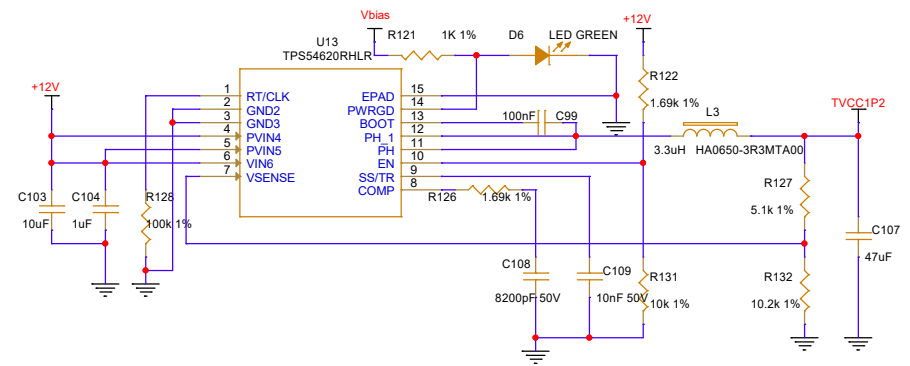 Vbias
+12V
R121
1K 1%
D6
LED GREEN
U13
TPS54620RHLR
+12V
R122
1.69k 1%
L3
3.3uH
HA0650-3R3MTA00
TVCC1P2
1
RT/CLK
2
GND2
3
GND3
4
PVIN4
5
PVIN5
6
VIN6
7
VSENSE
EPAD
15
PWRGD
14
BOOT
13
PH_1
12
PH
11
EN
10
SS/TR
9
COMP
8
100nF
C99
C103
10uF
C104
1uF
R128
100k 1%
R126
1.69k 1%
R127
5.1k 1%
C107
47uF
C108
8200pF 50V
C109
10nF 50V
R131
10k 1%
R132
10.2k 1%